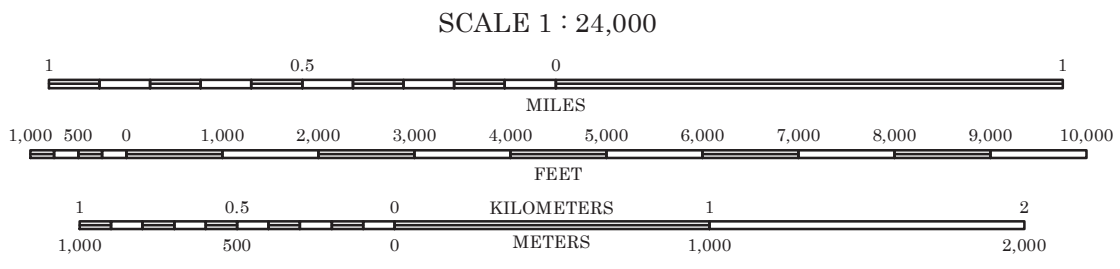 SCALE 1 : 24,000
1 0.5 0 1
MILES
1,000 500 0 1,000 2,000 3,000 4,000 5,000 6,000 7,000 8,000 9,000 10,000
FEET
1 0.5 0 KILOMETERS 1 2
1,000 500 0 METERS 1,000 2,000